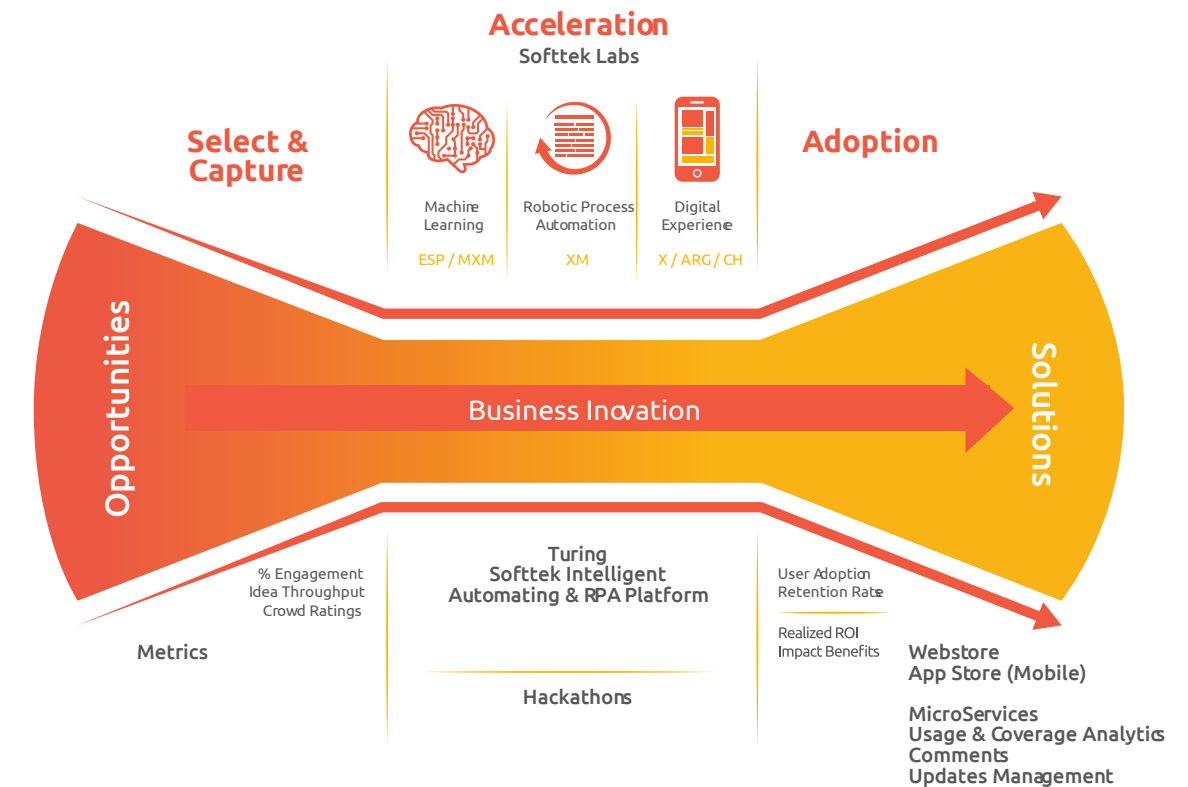 Acceleration
Softtek Labs
Select &
Capture
Adoption
Machine
Learning
ESP / MXM
Robotic Process
Automation
XM
Digital
Experience
X / ARG / CH
Opportunities
Business Inovation
Solutions
% Engagement
Idea Throughput
Crowd Ratings
Metrics
Turing
Softtek Intelligent
Automating & RPA Platform
Hackathons
User Adoption
Retention Rate
Realized ROI
Impact Benefits
Webstore
App Store (Mobile)
MicroServices
Usage & Coverage Analytics
Comments
Updates Management